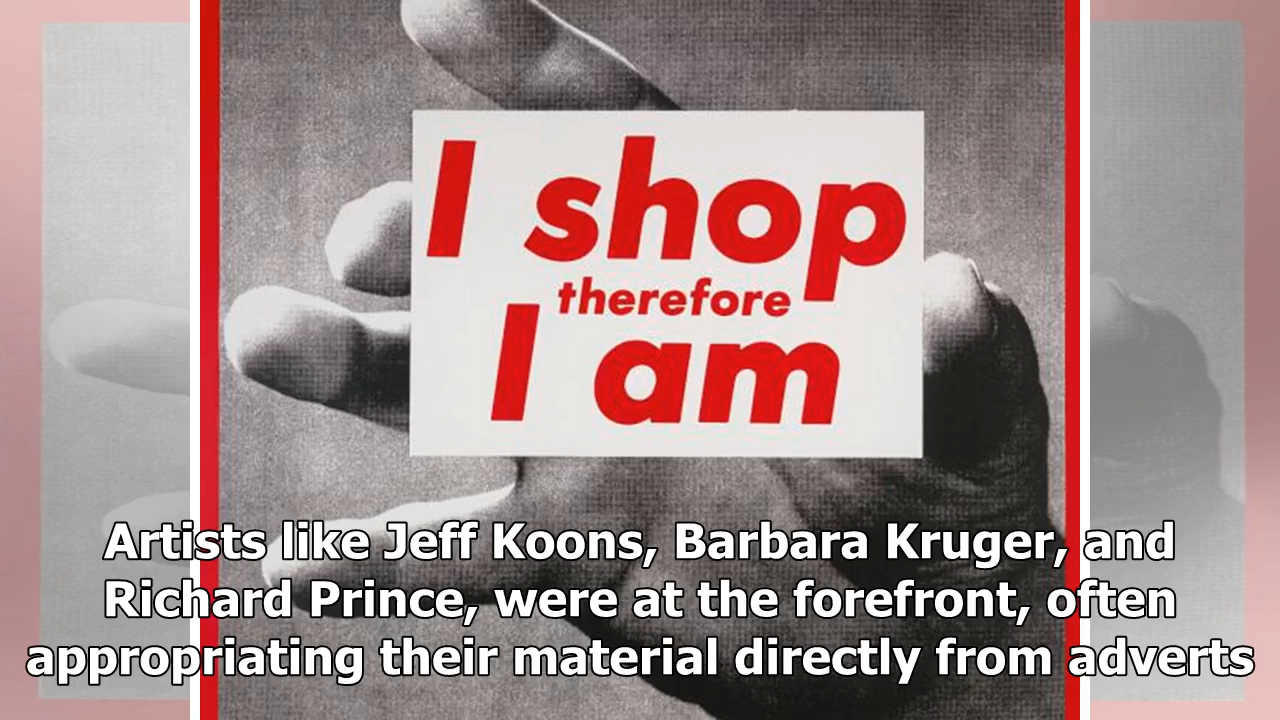 I shop
therefore
I am
Artists like Jeff Koons, Barbara Kruger, and
Richard Prince, were at the forefront, often
appropriating their material directly from adverts